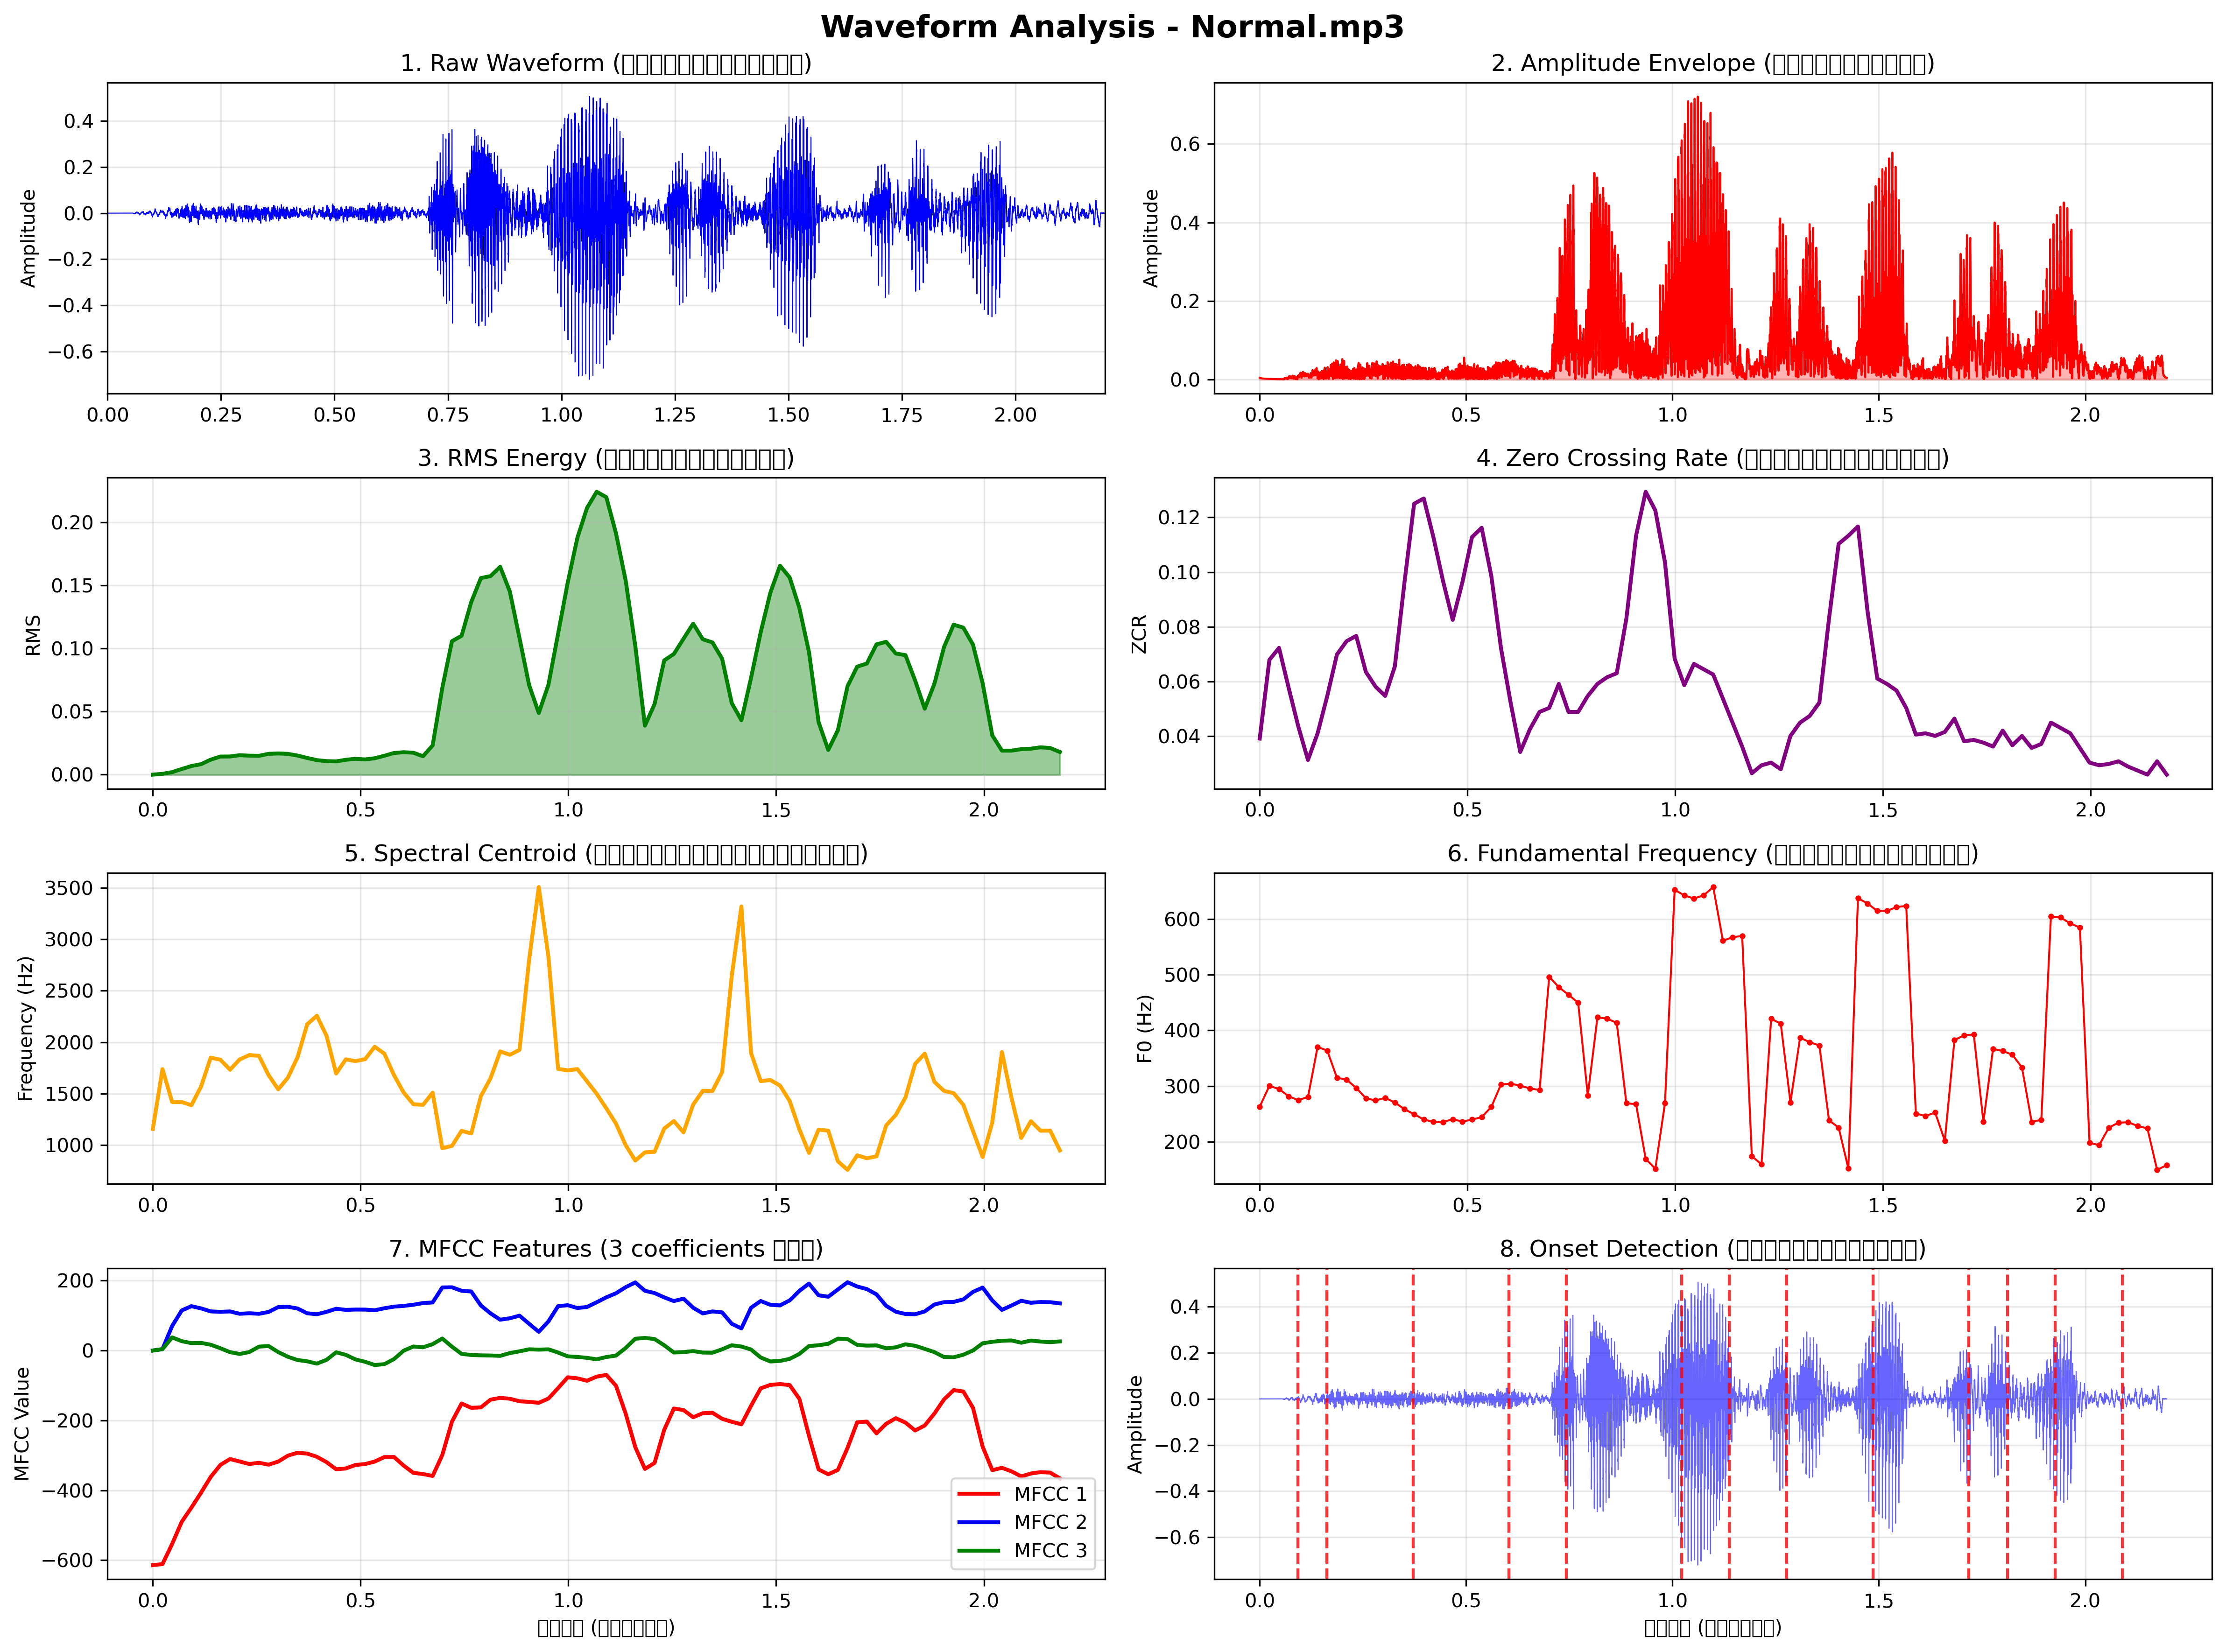 Waveform Analysis - Normal.mp3
1. Raw Waveform
Amplitude
0.4
0.2
0.0
−0.2
−0.4
−0.6
0.00 0.25 0.50 0.75 1.00 1.25 1.50 1.75 2.00
2. Amplitude Envelope
Amplitude
0.6
0.4
0.2
0.0
0.0 0.5 1.0 1.5 2.0
3. RMS Energy
RMS
0.20
0.15
0.10
0.05
0.00
0.0 0.5 1.0 1.5 2.0
4. Zero Crossing Rate
ZCR
0.12
0.10
0.08
0.06
0.04
0.0 0.5 1.0 1.5 2.0
5. Spectral Centroid
Frequency (Hz)
3500
3000
2500
2000
1500
1000
0.0 0.5 1.0 1.5 2.0
6. Fundamental Frequency
F0 (Hz)
600
500
400
300
200
0.0 0.5 1.0 1.5 2.0
7. MFCC Features (3 coefficients
MFCC Value
200
0
−200
−400
−600
MFCC 1
MFCC 2
MFCC 3
0.0 0.5 1.0 1.5 2.0
8. Onset Detection
Amplitude
0.4
0.2
0.0
−0.2
−0.4
−0.6
0.0 0.5 1.0 1.5 2.0